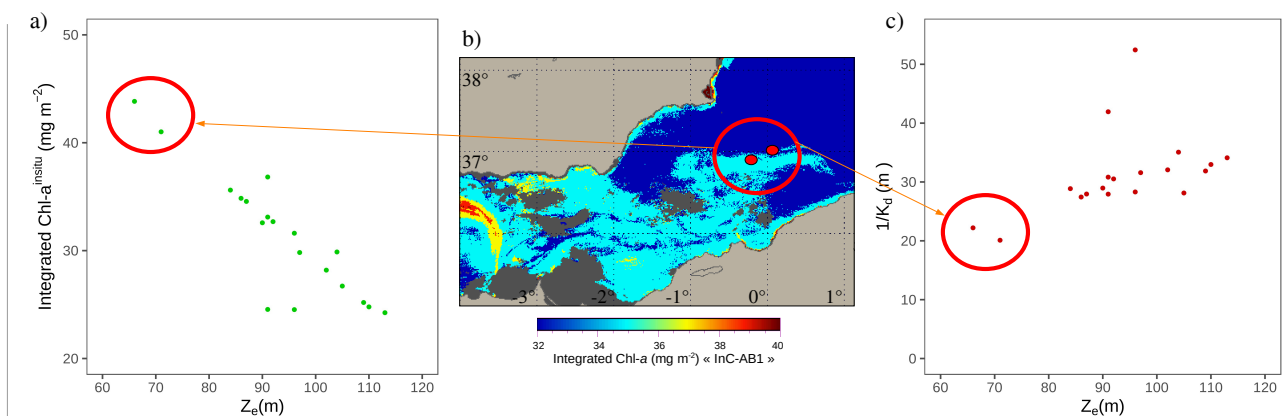 a)
50
40
30
20
Integrated Chl-a^insitu (mg m⁻²)
60 70 80 90 100 110 120
Z_e(m)
b)
38°
37°
-3° -2° -1° 0° 1°
32 34 36 38 40
Integrated Chl-a (mg m⁻²) « InC-AB1 »
c)
50
40
30
20
10
0
1/K_d (m )
60 70 80 90 100 110 120
Z_e(m)